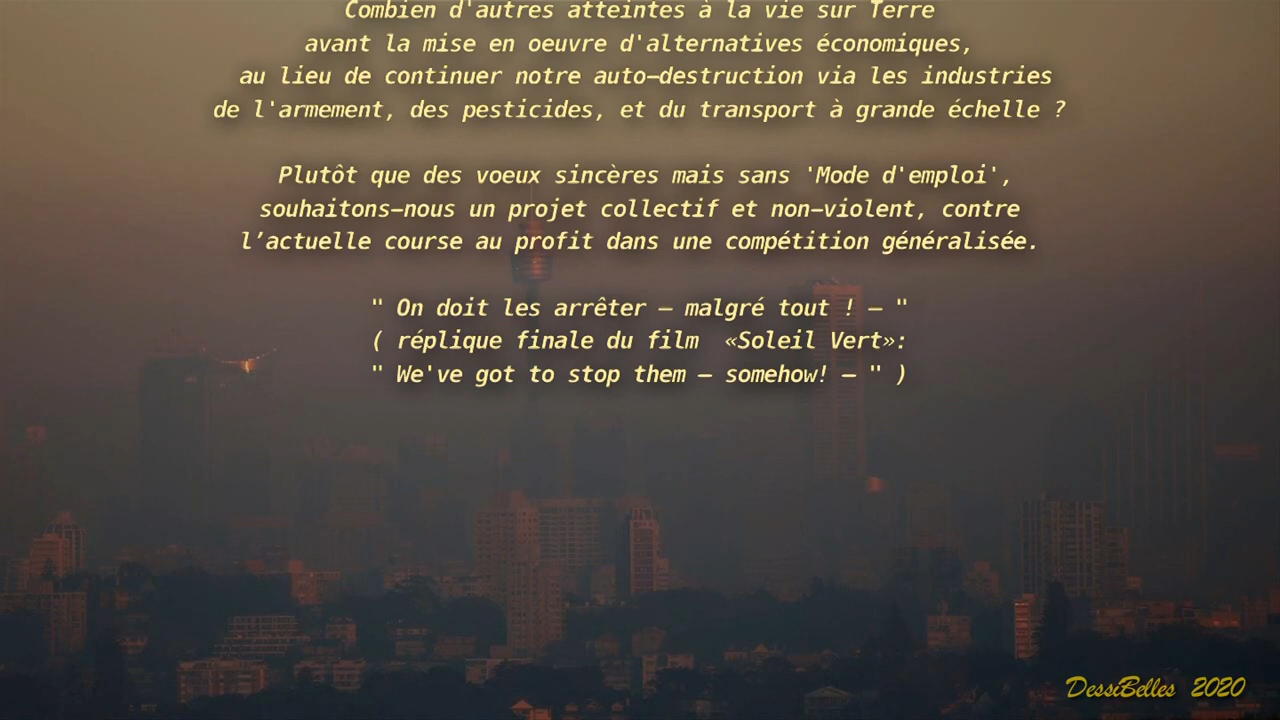 Combien d'autres atteintes à la vie sur Terre
avant la mise en oeuvre d'alternatives économiques,
au lieu de continuer notre auto–destruction via les industries
de l'armement, des pesticides, et du transport à grande échelle ?
Plutôt que des voeux sincères mais sans 'Mode d'emploi',
souhaitons–nous un projet collectif et non–violent, contre
l’actuelle course au profit dans une compétition généralisée.
" On doit les arrêter – malgré tout ! – "
( réplique finale du film «Soleil Vert»:
" We've got to stop them – somehow! – " )
DessiBelles 2020